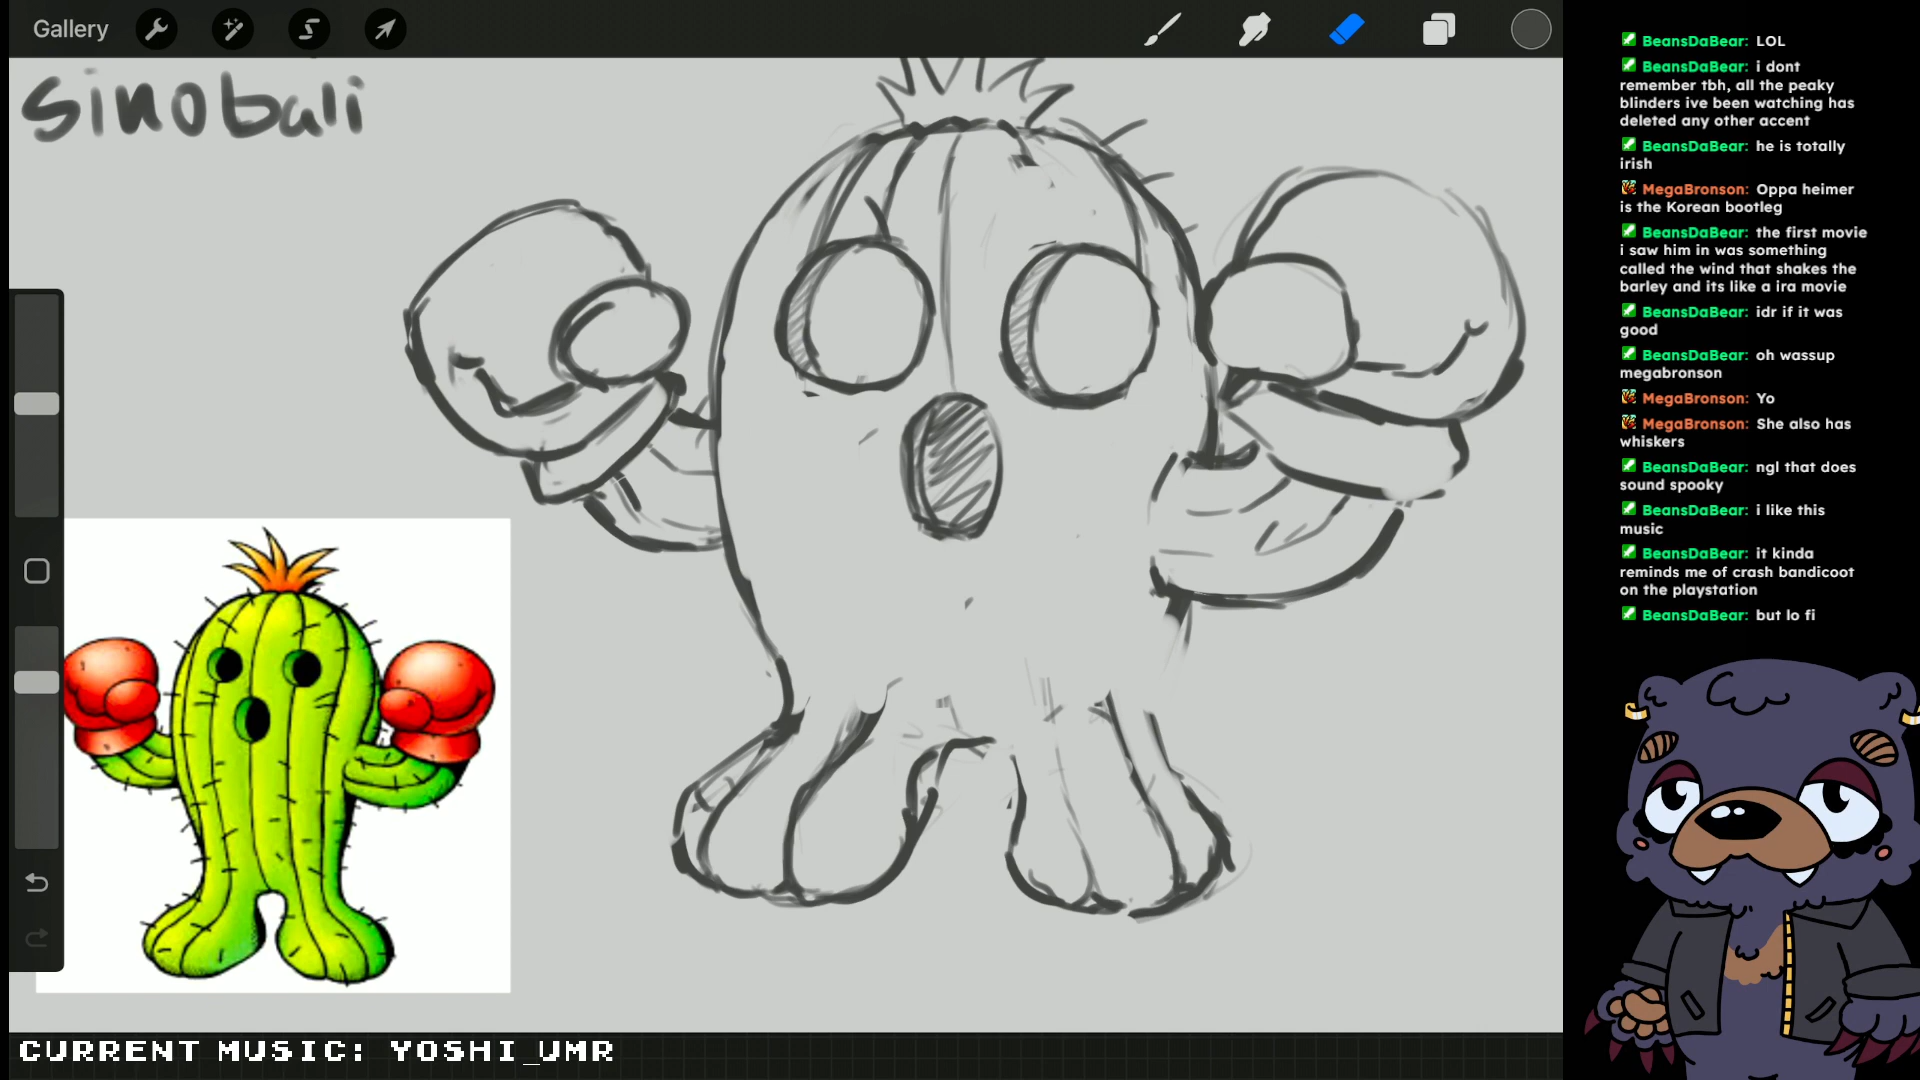 Gallery
sinobali
BeansDaBear: LOL
BeansDaBear: i dont
remember tbh, all the peaky
blinders ive been watching has
deleted any other accent
BeansDaBear: he is totally
irish
MegaBronson: Oppa heimer
is the Korean bootleg
BeansDaBear: the first movie
i saw him in was something
called the wind that shakes the
barley and its like a ira movie
BeansDaBear: idr if it was
good
BeansDaBear: oh wassup
megabronson
MegaBronson: Yo
MegaBronson: She also has
whiskers
BeansDaBear: ngl that does
sound spooky
BeansDaBear: i like this
music
BeansDaBear: it kinda
reminds me of crash bandicoot
on the playstation
BeansDaBear: but lo fi
CURRENT MUSIC: YOSHI_UMR